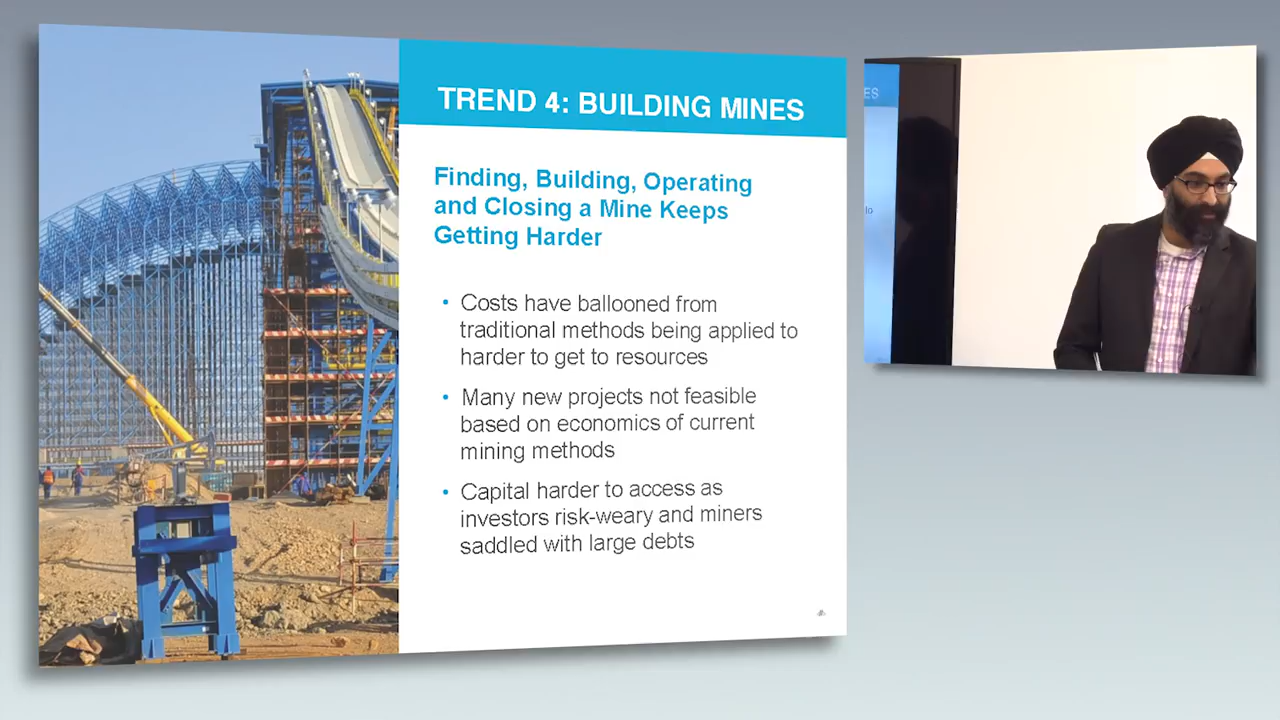 TREND 4: BUILDING MINES
Finding, Building, Operating
and Closing a Mine Keeps
Getting Harder
• Costs have ballooned from
traditional methods being applied to
harder to get to resources
• Many new projects not feasible
based on economics of current
mining methods
• Capital harder to access as
investors risk-weary and miners
saddled with large debts
ES